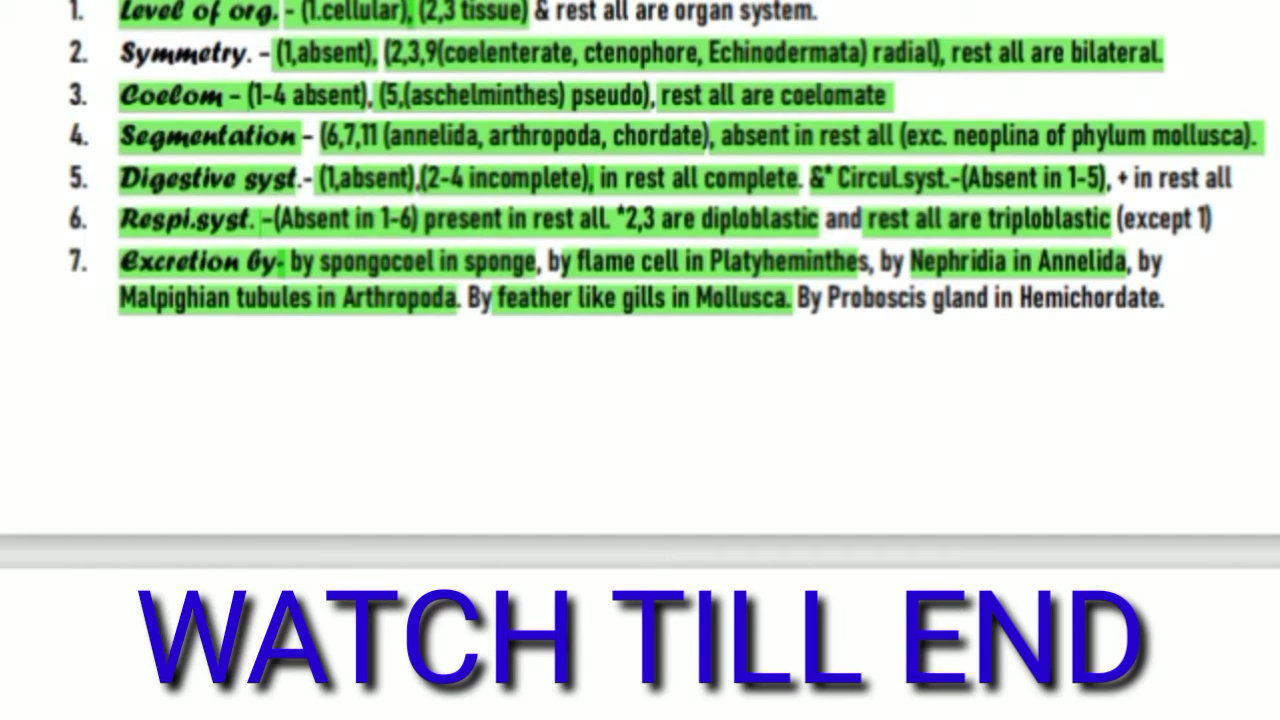 1. Level of org. - (1.cellular), (2,3 tissue) & rest all are organ system.
2. Symmetry. - (1,absent), (2,3,9(coelenterate, ctenophore, Echinodermata) radial), rest all are bilateral.
3. Coelom - (1-4 absent), (5,(aschelminthes) pseudo), rest all are coelomate
4. Segmentation - (6,7,11 (annelida, arthropoda, chordate), absent in rest all (exc. neoplina of phylum mollusca).
5. Digestive syst.- (1,absent),(2-4 incomplete), in rest all complete. &* Circul.syst.-(Absent in 1-5), + in rest all
6. Respi.syst. -(Absent in 1-6) present in rest all. *2,3 are diploblastic and rest all are triploblastic (except 1)
7. Excretion by- by spongocoel in sponge, by flame cell in Platyheminthes, by Nephridia in Annelida, by
Malpighian tubules in Arthropoda. By feather like gills in Mollusca. By Proboscis gland in Hemichordate.
WATCH TILL END